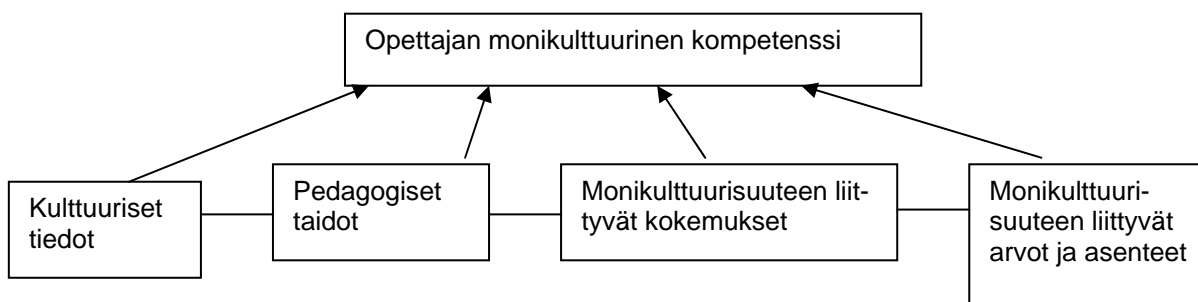 Opettajan monikulttuurinen kompetenssi
Kulttuuriset
tiedot
Pedagogiset
taidot
Monikulttuurisuuteen liit-
tyvät kokemukset
Monikulttuuri-
suuteen liittyvät
arvot ja asenteet